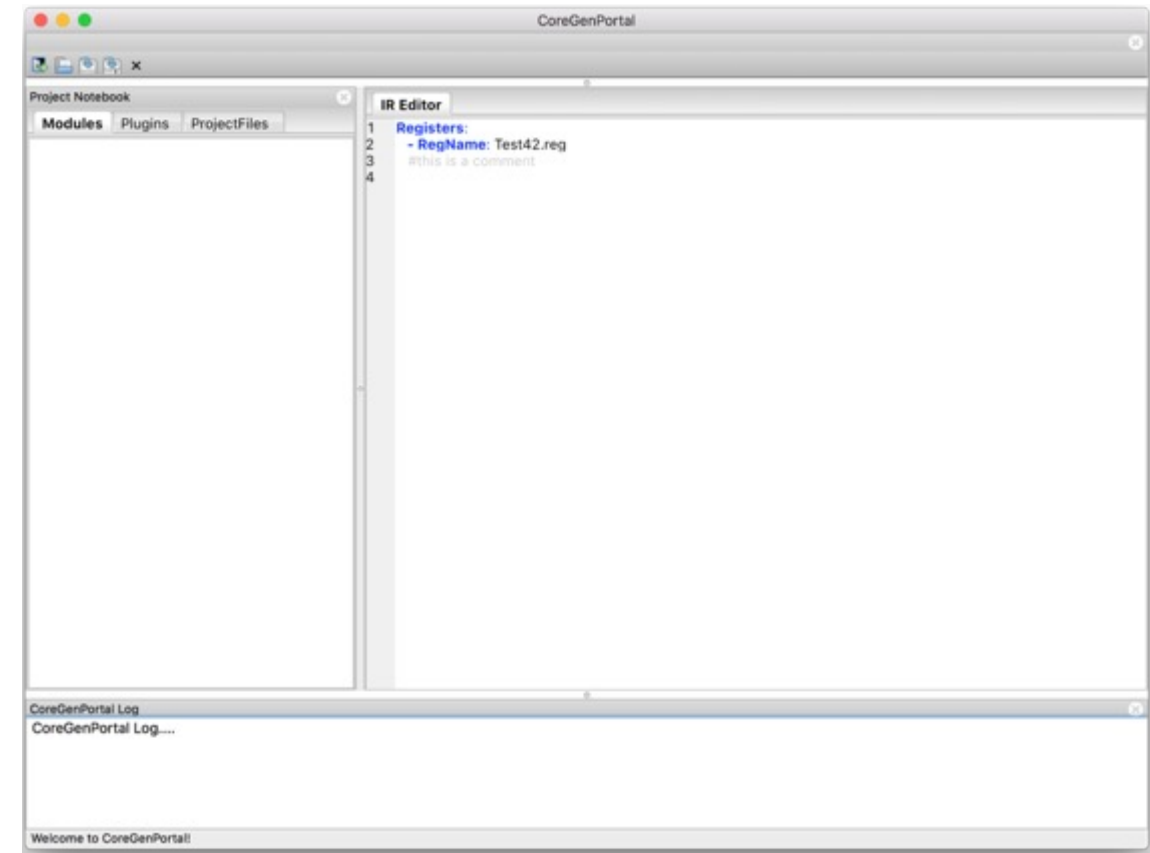 CoreGenPortal
Project Notebook
Modules Plugins ProjectFiles
IR Editor
1 Registers:
2 - RegName: Test42.reg
3 #this is a comment
4
CoreGenPortal Log
CoreGenPortal Log....
Welcome to CoreGenPortal!